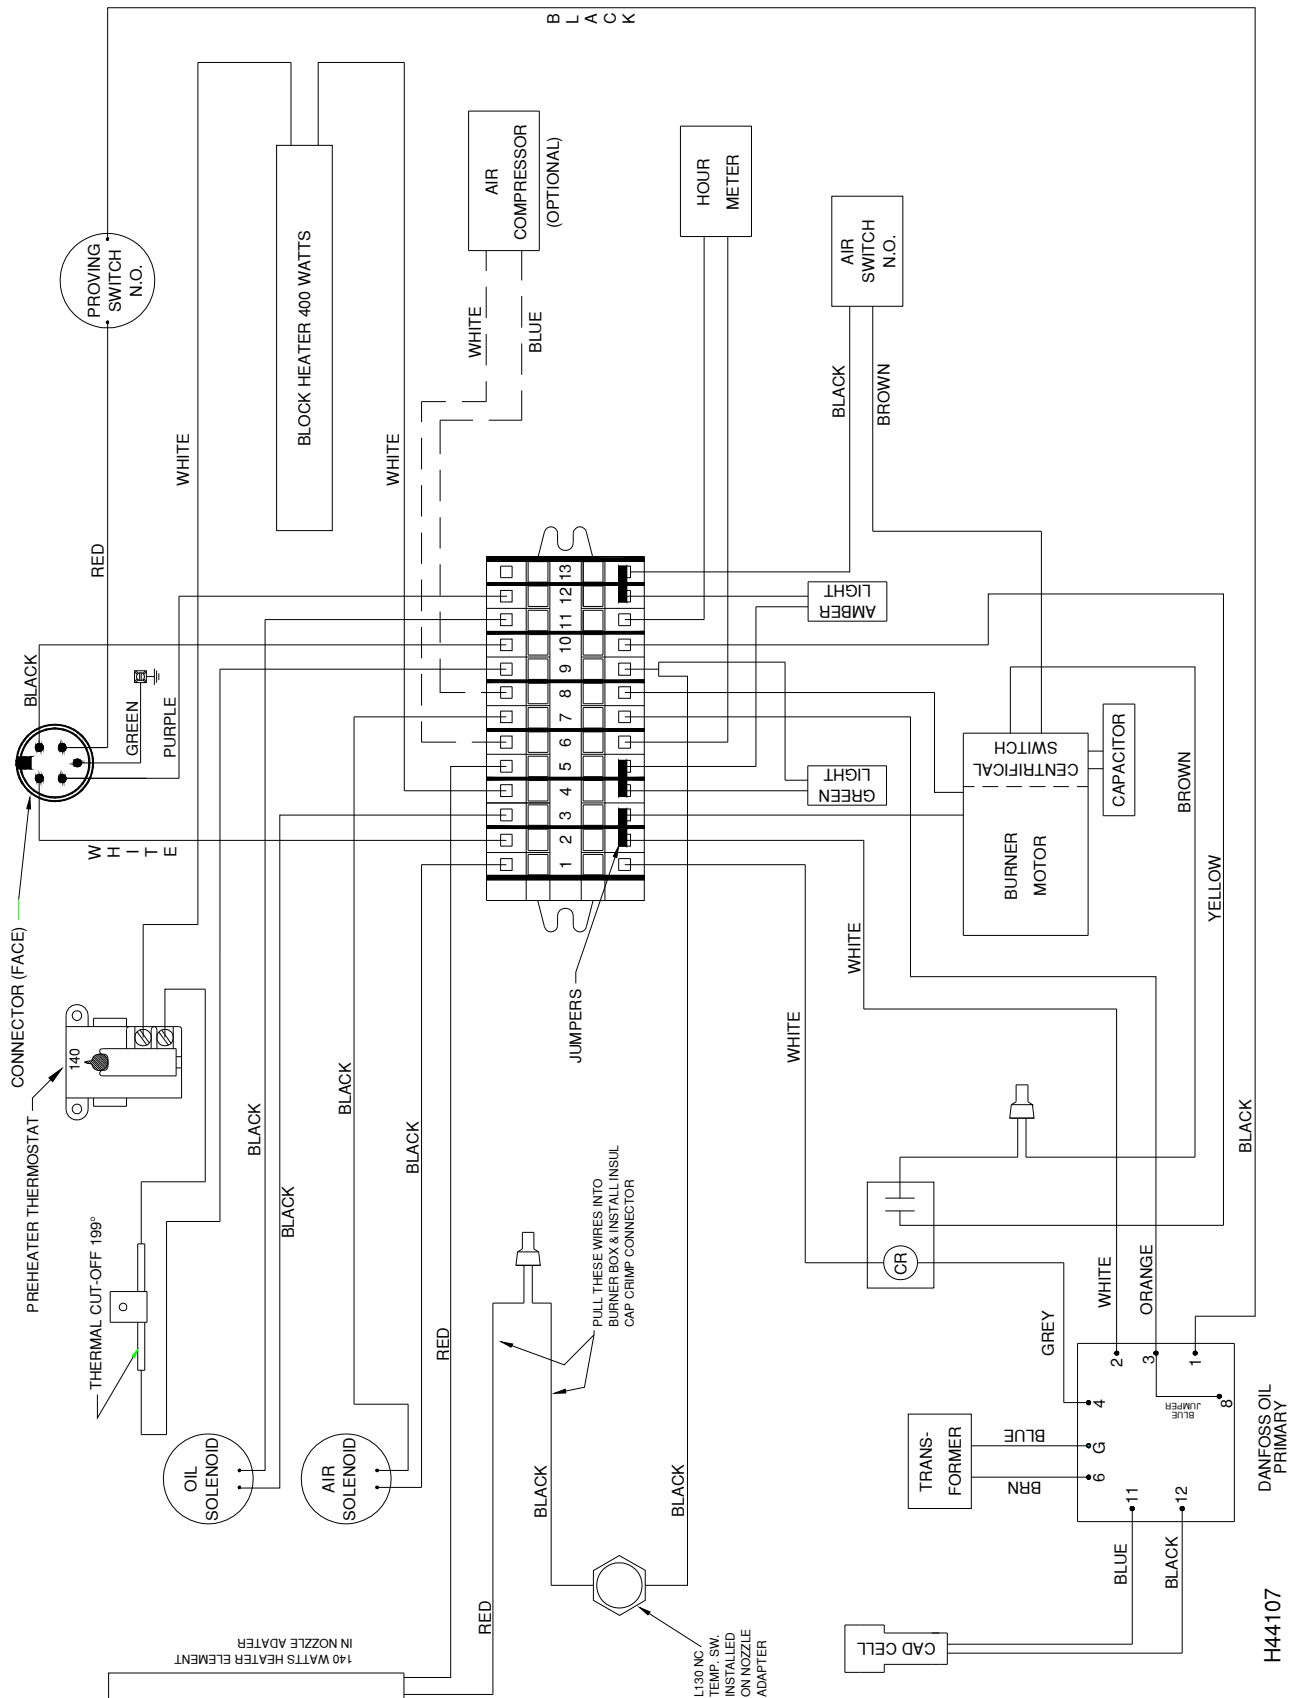 BLACK
PROVING
SWITCH
N.O.
RED
WHITE
BLOCK HEATER 400 WATTS
WHITE
AIR
COMPRESSOR
(OPTIONAL)
WHITE
BLUE
HOUR
METER
AIR
SWITCH
N.O.
BLACK
BROWN
CONNECTOR (FACE)
BLACK
GREEN
PURPLE
WHITE
PREHEATER THERMOSTAT
140
THERMAL CUT-OFF 199°
BLACK
BLACK
BLACK
BLACK
RED
OIL
SOLENOID
AIR
SOLENOID
1 2 3 4 5 6 7 8 9 10 11 12 13
JUMPERS
AMBER
LIGHT
GREEN
LIGHT
BURNER
MOTOR
CENTRIFICAL
SWITCH
CAPACITOR
BROWN
YELLOW
WHITE
WHITE
PULL THESE WIRES INTO
BURNER BOX & INSTALL INSUL
CAP CRIMP CONNECTOR
BLACK
BLACK
RED
140 WATTS HEATER ELEMENT
IN NOZZLE ADATER
L130 NC
TEMP. SW.
INSTALLED
ON NOZZLE
ADAPTER
CR
GREY
WHITE
ORANGE
BLACK
TRANS-
FORMER
BLUE
BRN
2
3
1
4
G
6
11
12
8
BLUE
JUMPER
DANFOSS OIL
PRIMARY
BLUE
BLACK
CAD CELL
H44107